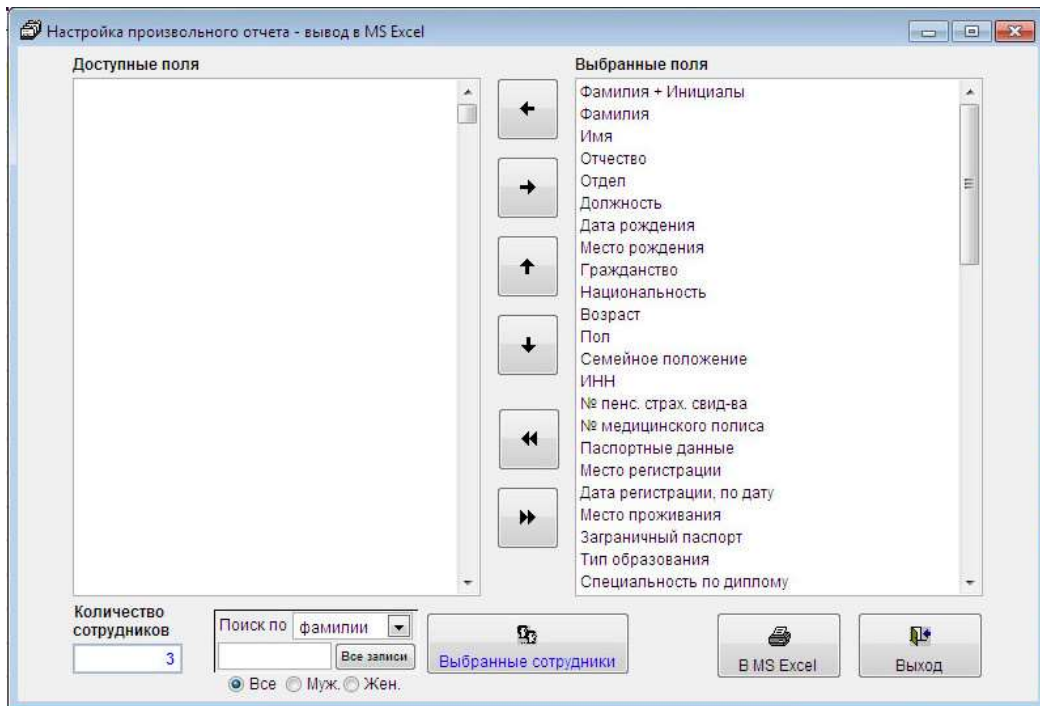 Настройка произвольного отчета - вывод в MS Excel
Доступные поля
Выбранные поля
Фамилия + Инициалы
Фамилия
Имя
Отчество
Отдел
Должность
Дата рождения
Место рождения
Гражданство
Национальность
Возраст
Пол
Семейное положение
ИНН
№ пенс. страх. свид-ва
№ медицинского полиса
Паспортные данные
Место регистрации
Дата регистрации, по дату
Место проживания
Заграничный паспорт
Тип образования
Специальность по диплому
Количество
сотрудников
3
Поиск по фамилии
Все записи
Все Муж. Жен.
Выбранные сотрудники
В MS Excel
Выход